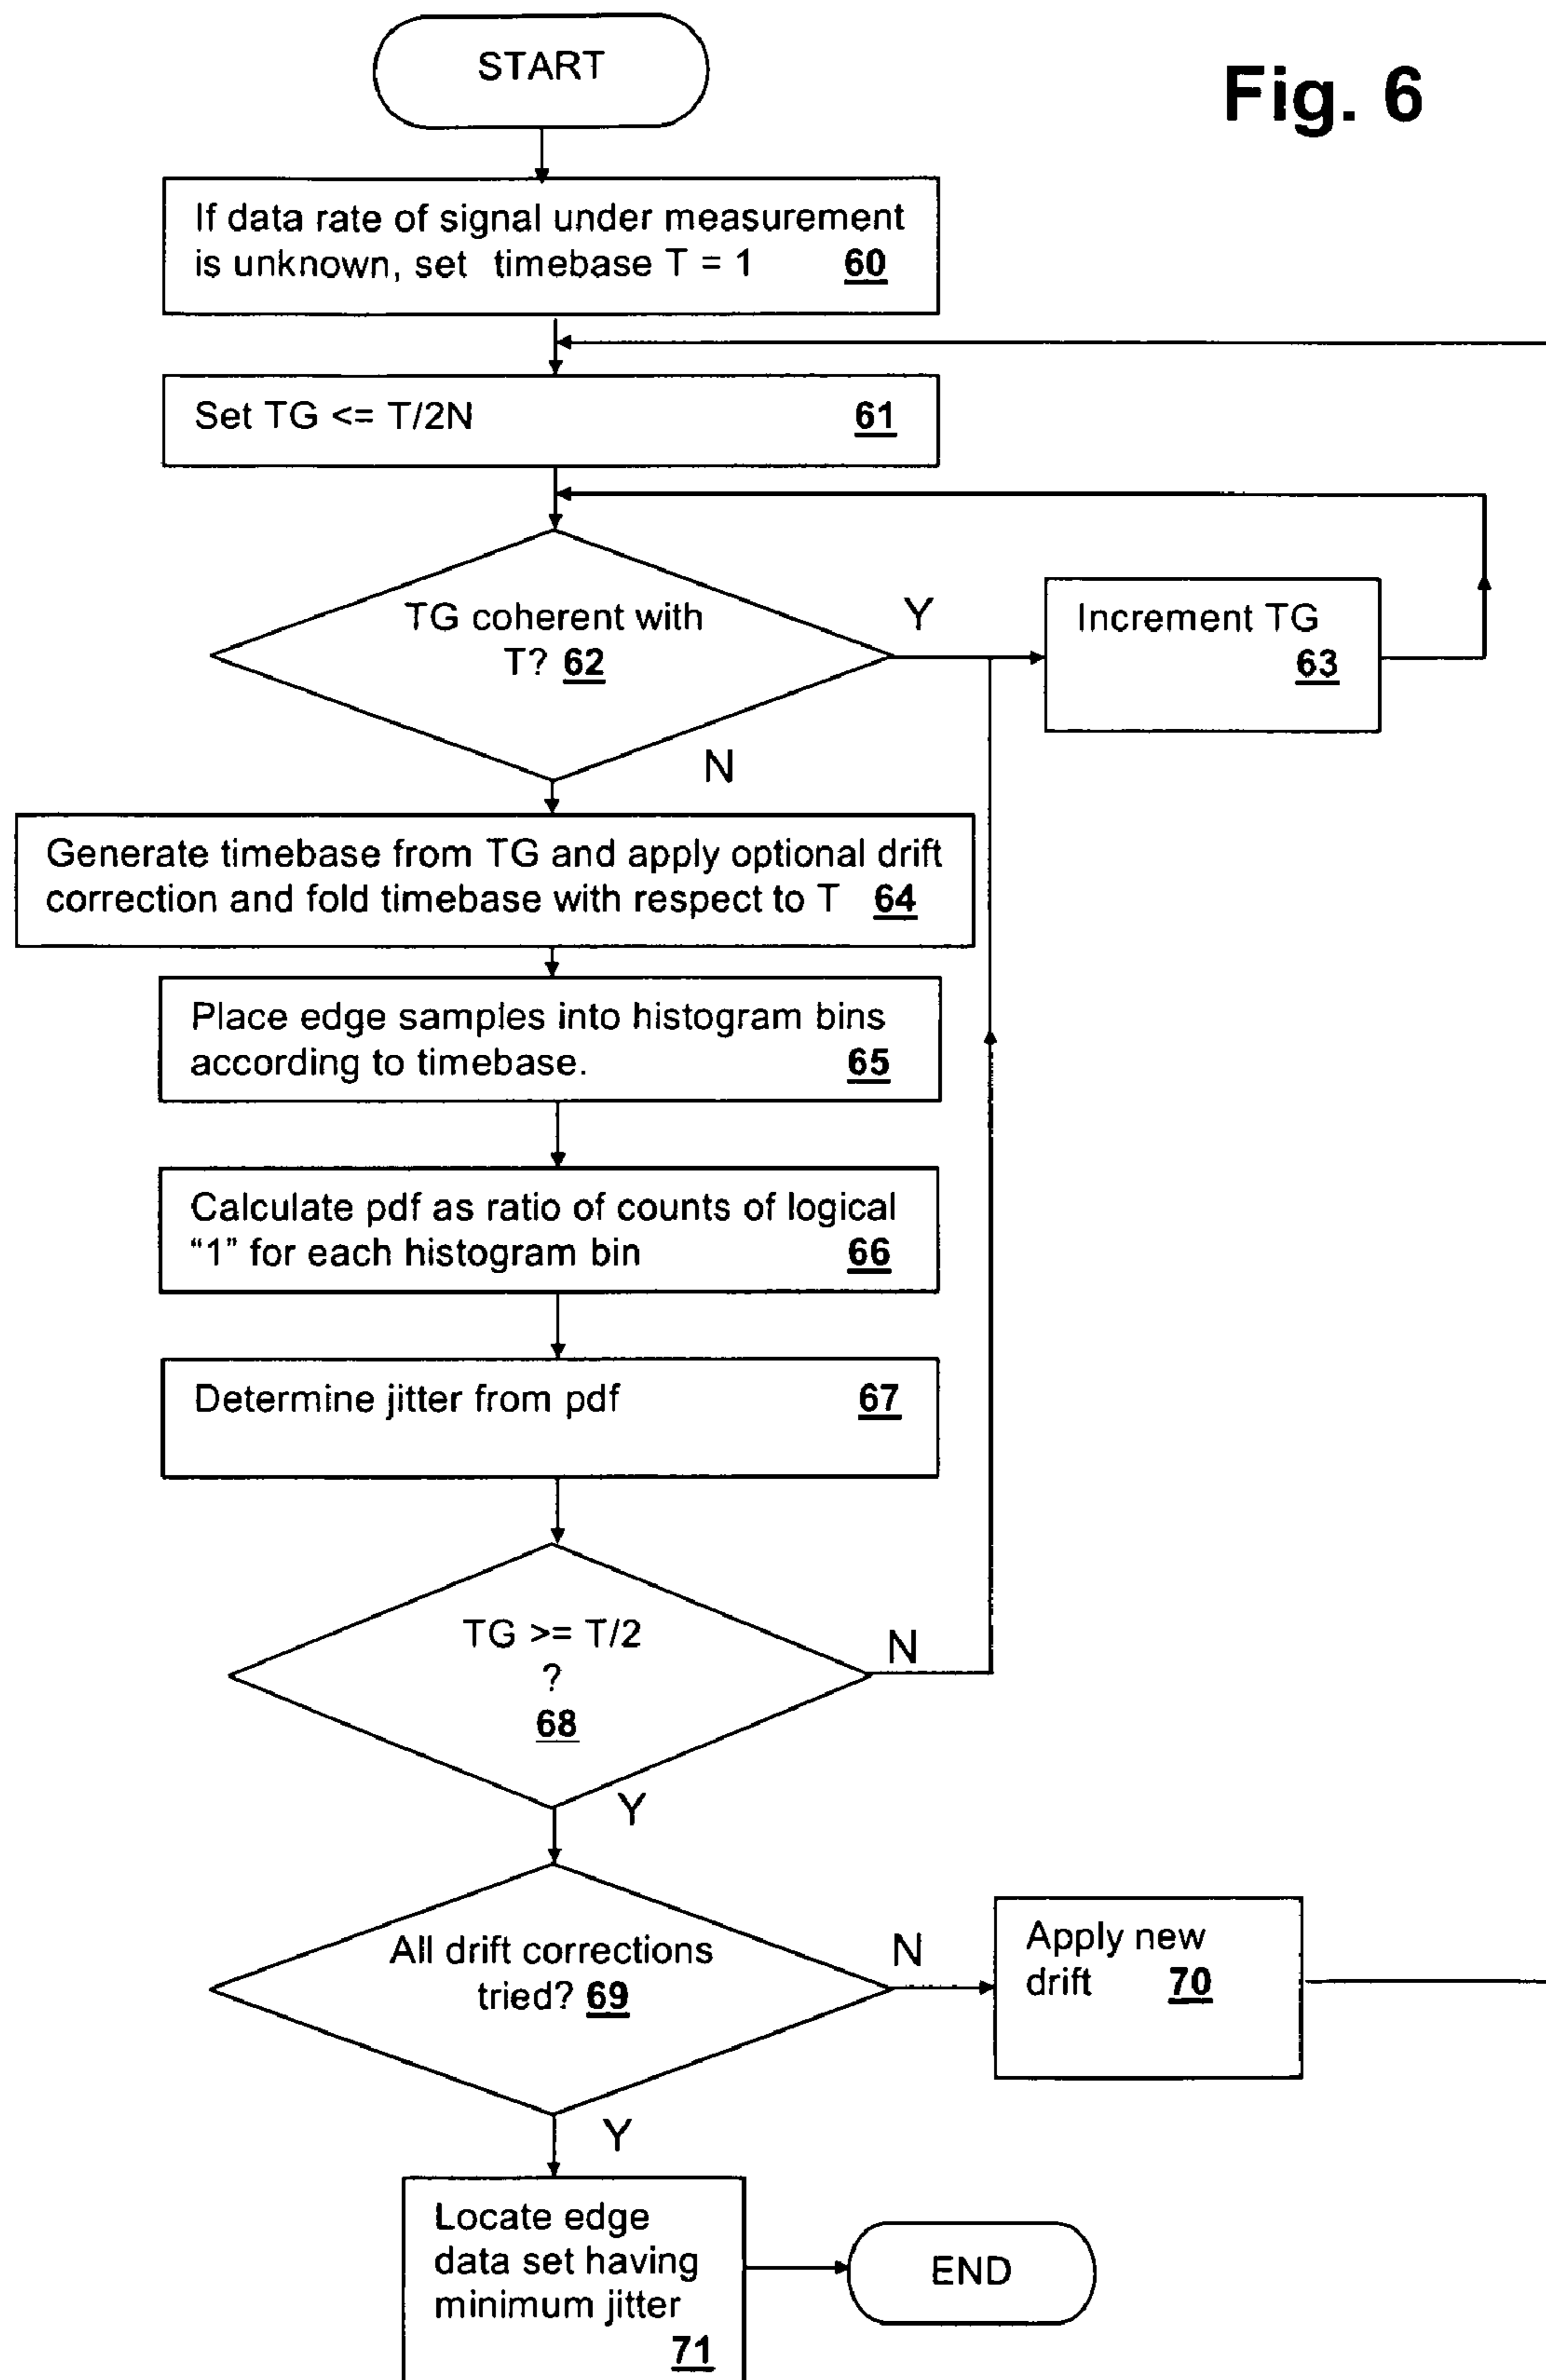 START
Fig. 6
If data rate of signal under measurement
is unknown, set timebase T = 1 60
Set TG <= T/2N 61
TG coherent with
T? 62
Y
Increment TG
63
N
Generate timebase from TG and apply optional drift
correction and fold timebase with respect to T 64
Place edge samples into histogram bins
according to timebase. 65
Calculate pdf as ratio of counts of logical
“1” for each histogram bin 66
Determine jitter from pdf 67
TG >= T/2
?
68
N
Y
All drift corrections
tried? 69
N
Apply new
drift 70
Y
Locate edge
data set having
minimum jitter
71
END